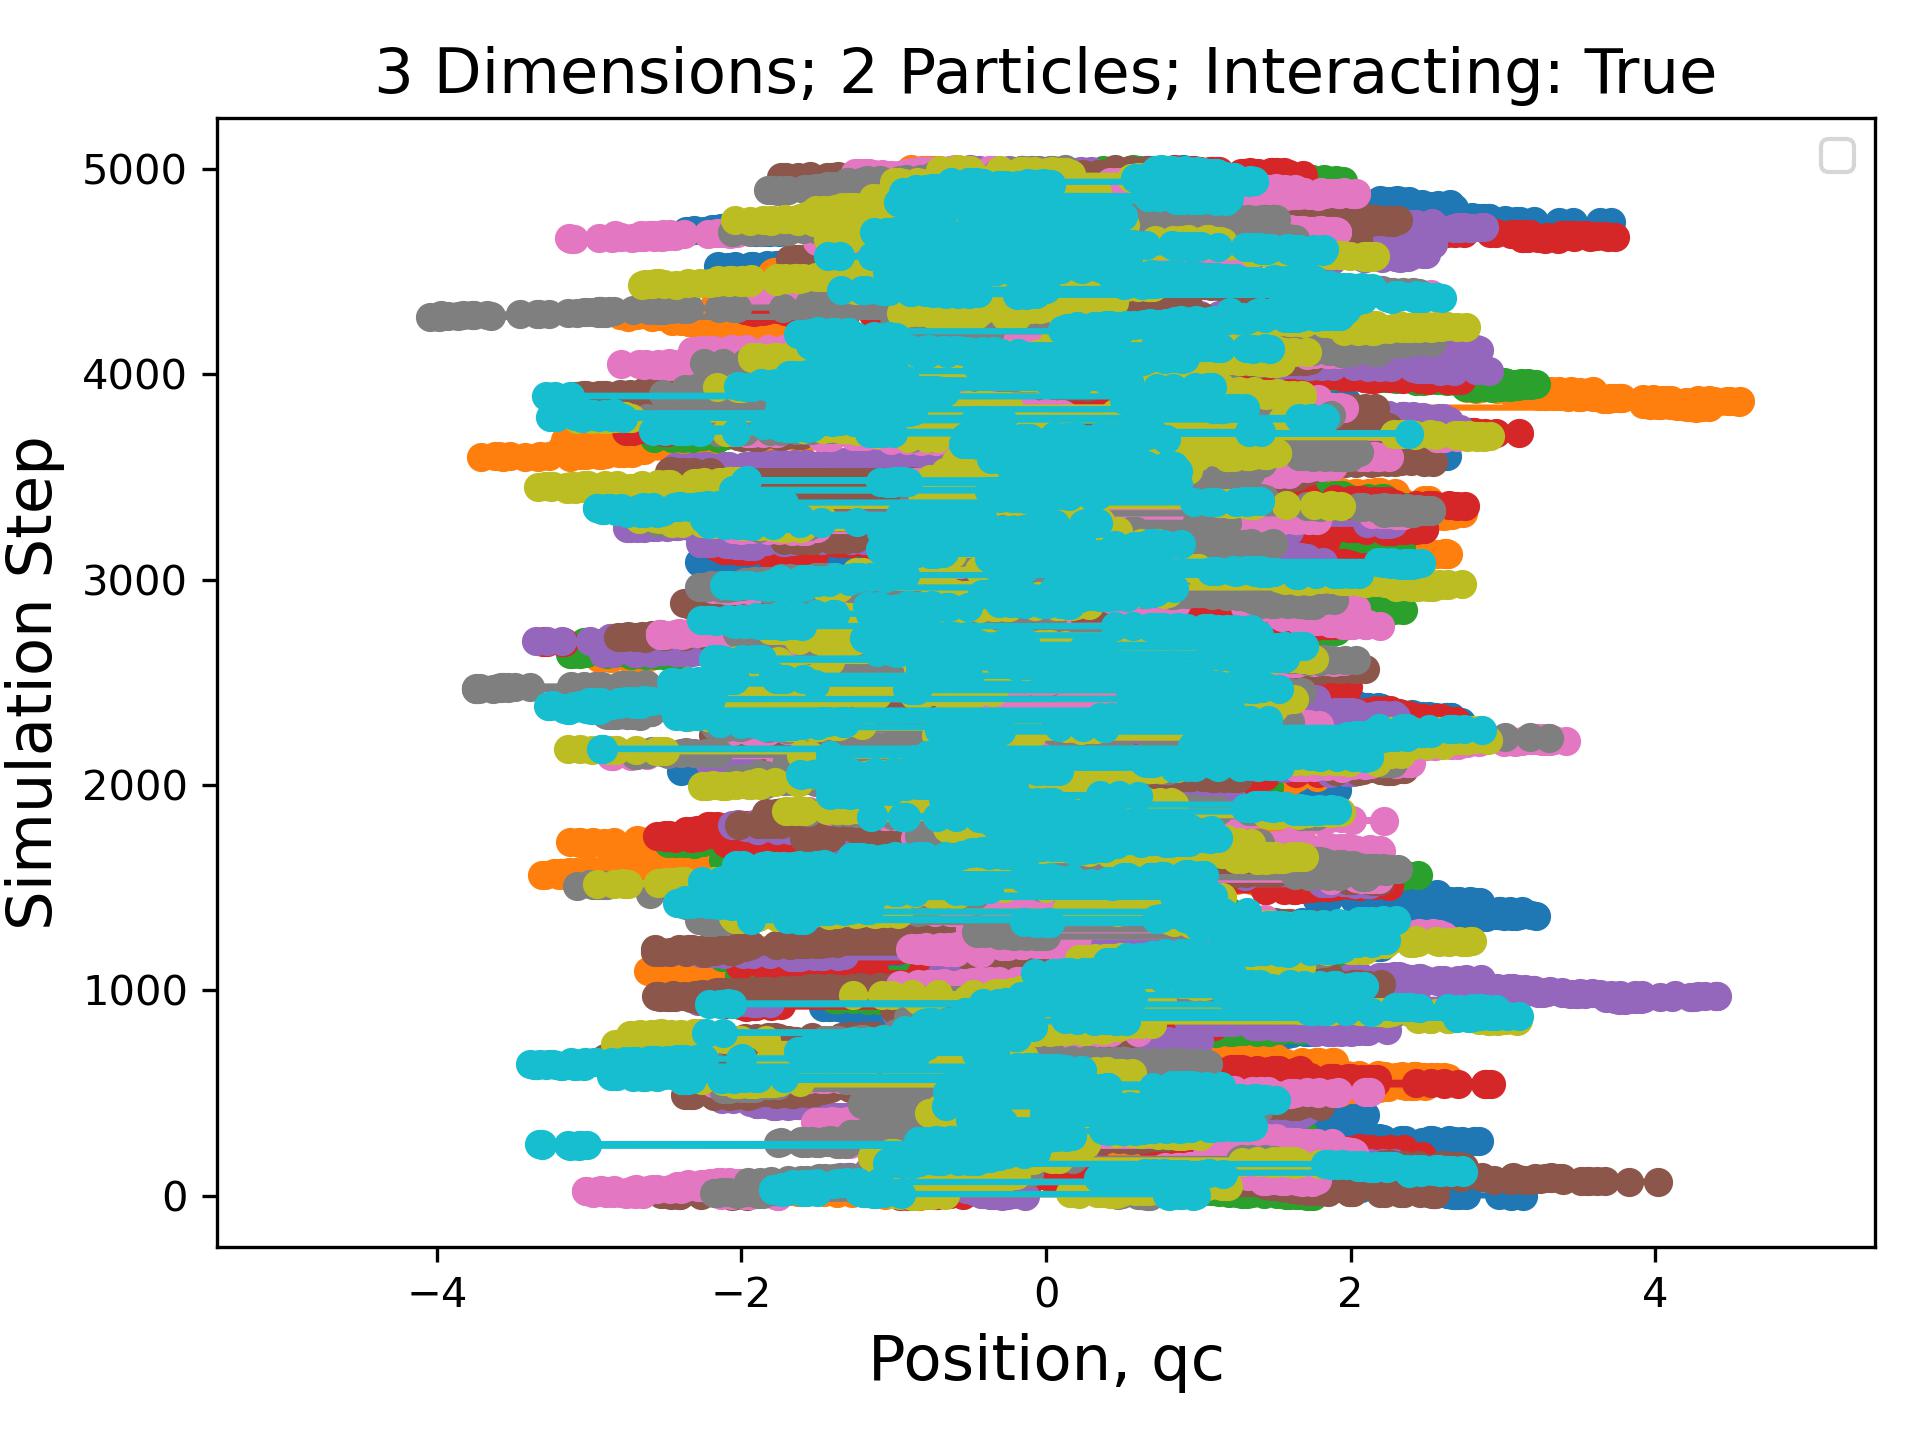 3 Dimensions; 2 Particles; Interacting: True
5000
4000
3000
2000
1000
0
Simulation Step
−4 −2 0 2 4
Position, qc